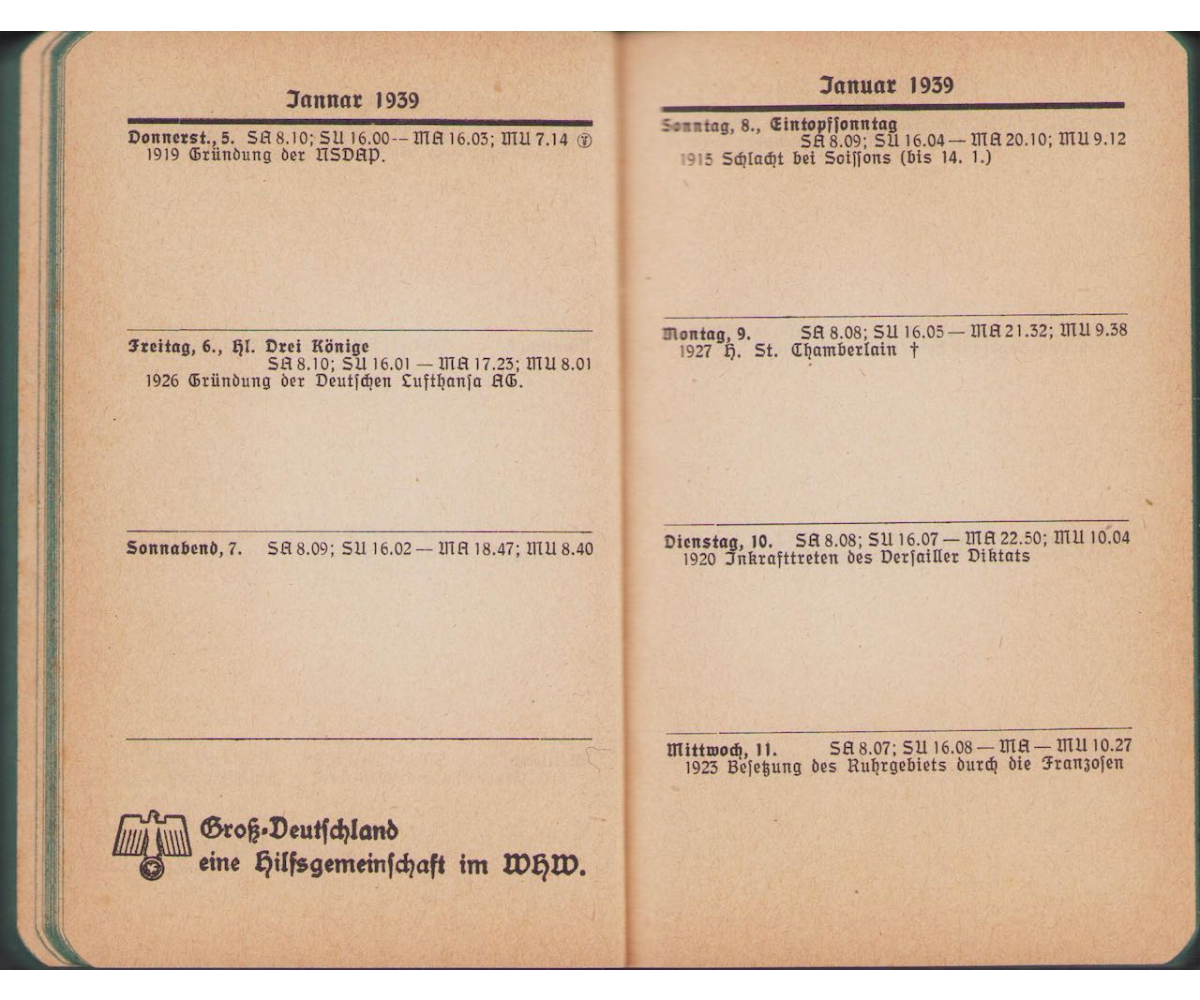 Jannar 1939
Donnerst., 5. SA 8.10; SU 16.00-- MA 16.03; MU 7.14 Ⓥ
1919 Gründung der NSDAP.
Freitag, 6., Hl. Drei Könige
SA 8.10; SU 16.01 — MA 17.23; MU 8.01
1926 Gründung der Deutſchen Lufthanſa AG.
Sonnabend, 7. SA 8.09; SU 16.02 — MA 18.47; MU 8.40
Groß-Deutſchland
eine Hilfsgemeinſchaft im WHW.
Januar 1939
Sonntag, 8., Eintopfſonntag
SA 8.09; SU 16.04 — MA 20.10; MU 9.12
1915 Schlacht bei Soiſſons (bis 14. 1.)
Montag, 9. SA 8.08; SU 16.05 — MA 21.32; MU 9.38
1927 H. St. Chamberlain †
Dienstag, 10. SA 8.08; SU 16.07 — MA 22.50; MU 10.04
1920 Inkrafttreten des Verſailler Diktats
Mittwoch, 11. SA 8.07; SU 16.08 — MA — MU 10.27
1923 Beſetzung des Ruhrgebiets durch die Franzoſen